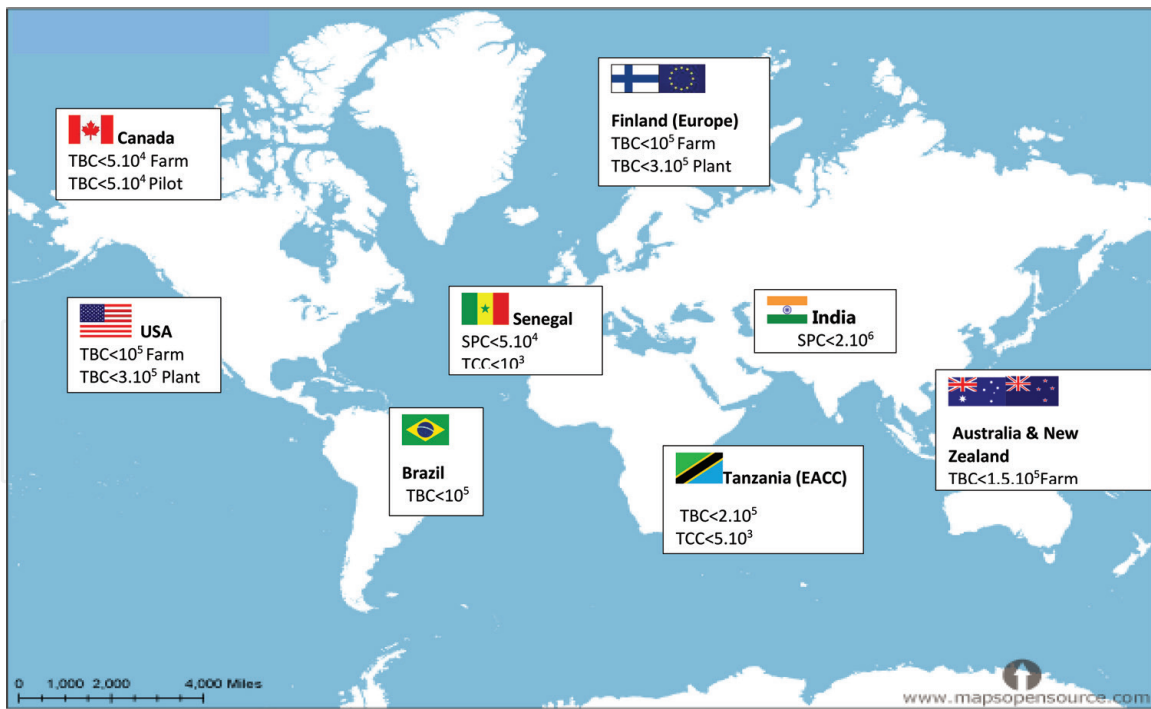 Canada
TBC<5.10⁴ Farm
TBC<5.10⁴ Pilot
Finland (Europe)
TBC<10⁵ Farm
TBC<3.10⁵ Plant
USA
TBC<10⁵ Farm
TBC<3.10⁵ Plant
Senegal
SPC<5.10⁴
TCC<10³
India
SPC<2.10⁶
Brazil
TBC<10⁵
Tanzania (EACC)
TBC<2.10⁵
TCC<5.10³
Australia & New
Zealand
TBC<1.5.10⁵Farm
0 1,000 2,000 4,000 Miles
www.mapsopensource.com